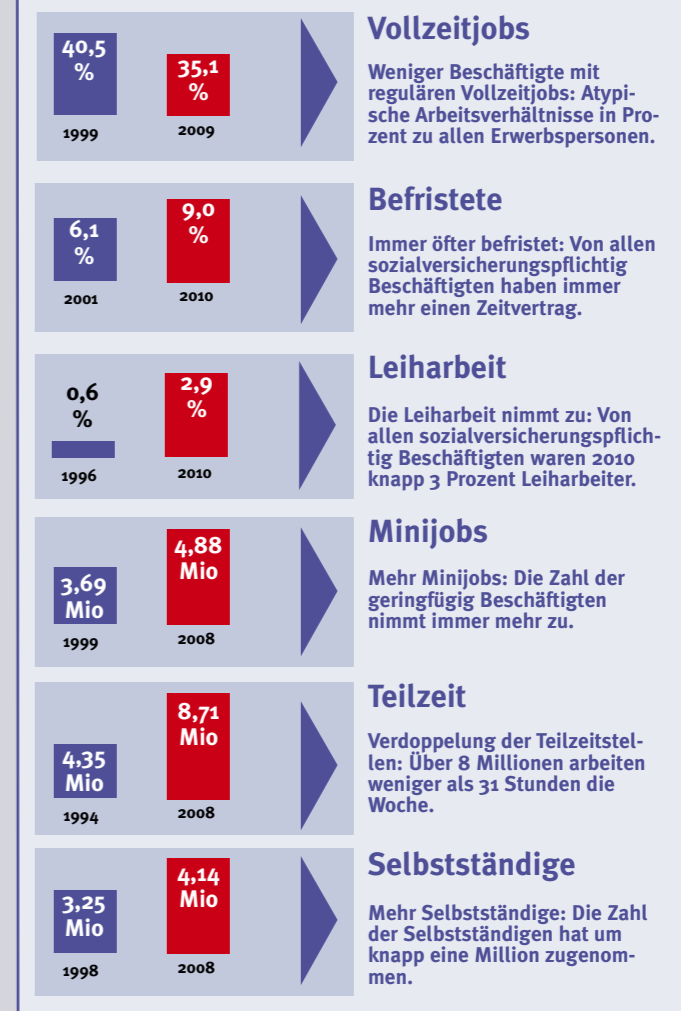 40,5
%
1999
35,1
%
2009
Vollzeitjobs
Weniger Beschäftigte mit
regulären Vollzeitjobs: Atypi-
sche Arbeitsverhältnisse in Pro-
zent zu allen Erwerbspersonen.
6,1
%
2001
9,0
%
2010
Befristete
Immer öfter befristet: Von allen
sozialversicherungspflichtig
Beschäftigten haben immer
mehr einen Zeitvertrag.
0,6
%
1996
2,9
%
2010
Leiharbeit
Die Leiharbeit nimmt zu: Von
allen sozialversicherungspflich-
tig Beschäftigten waren 2010
knapp 3 Prozent Leiharbeiter.
3,69
Mio
1999
4,88
Mio
2008
Minijobs
Mehr Minijobs: Die Zahl der
geringfügig Beschäftigten
nimmt immer mehr zu.
4,35
Mio
1994
8,71
Mio
2008
Teilzeit
Verdoppelung der Teilzeitstel-
len: Über 8 Millionen arbeiten
weniger als 31 Stunden die
Woche.
3,25
Mio
1998
4,14
Mio
2008
Selbstständige
Mehr Selbstständige: Die Zahl
der Selbstständigen hat um
knapp eine Million zugenom-
men.